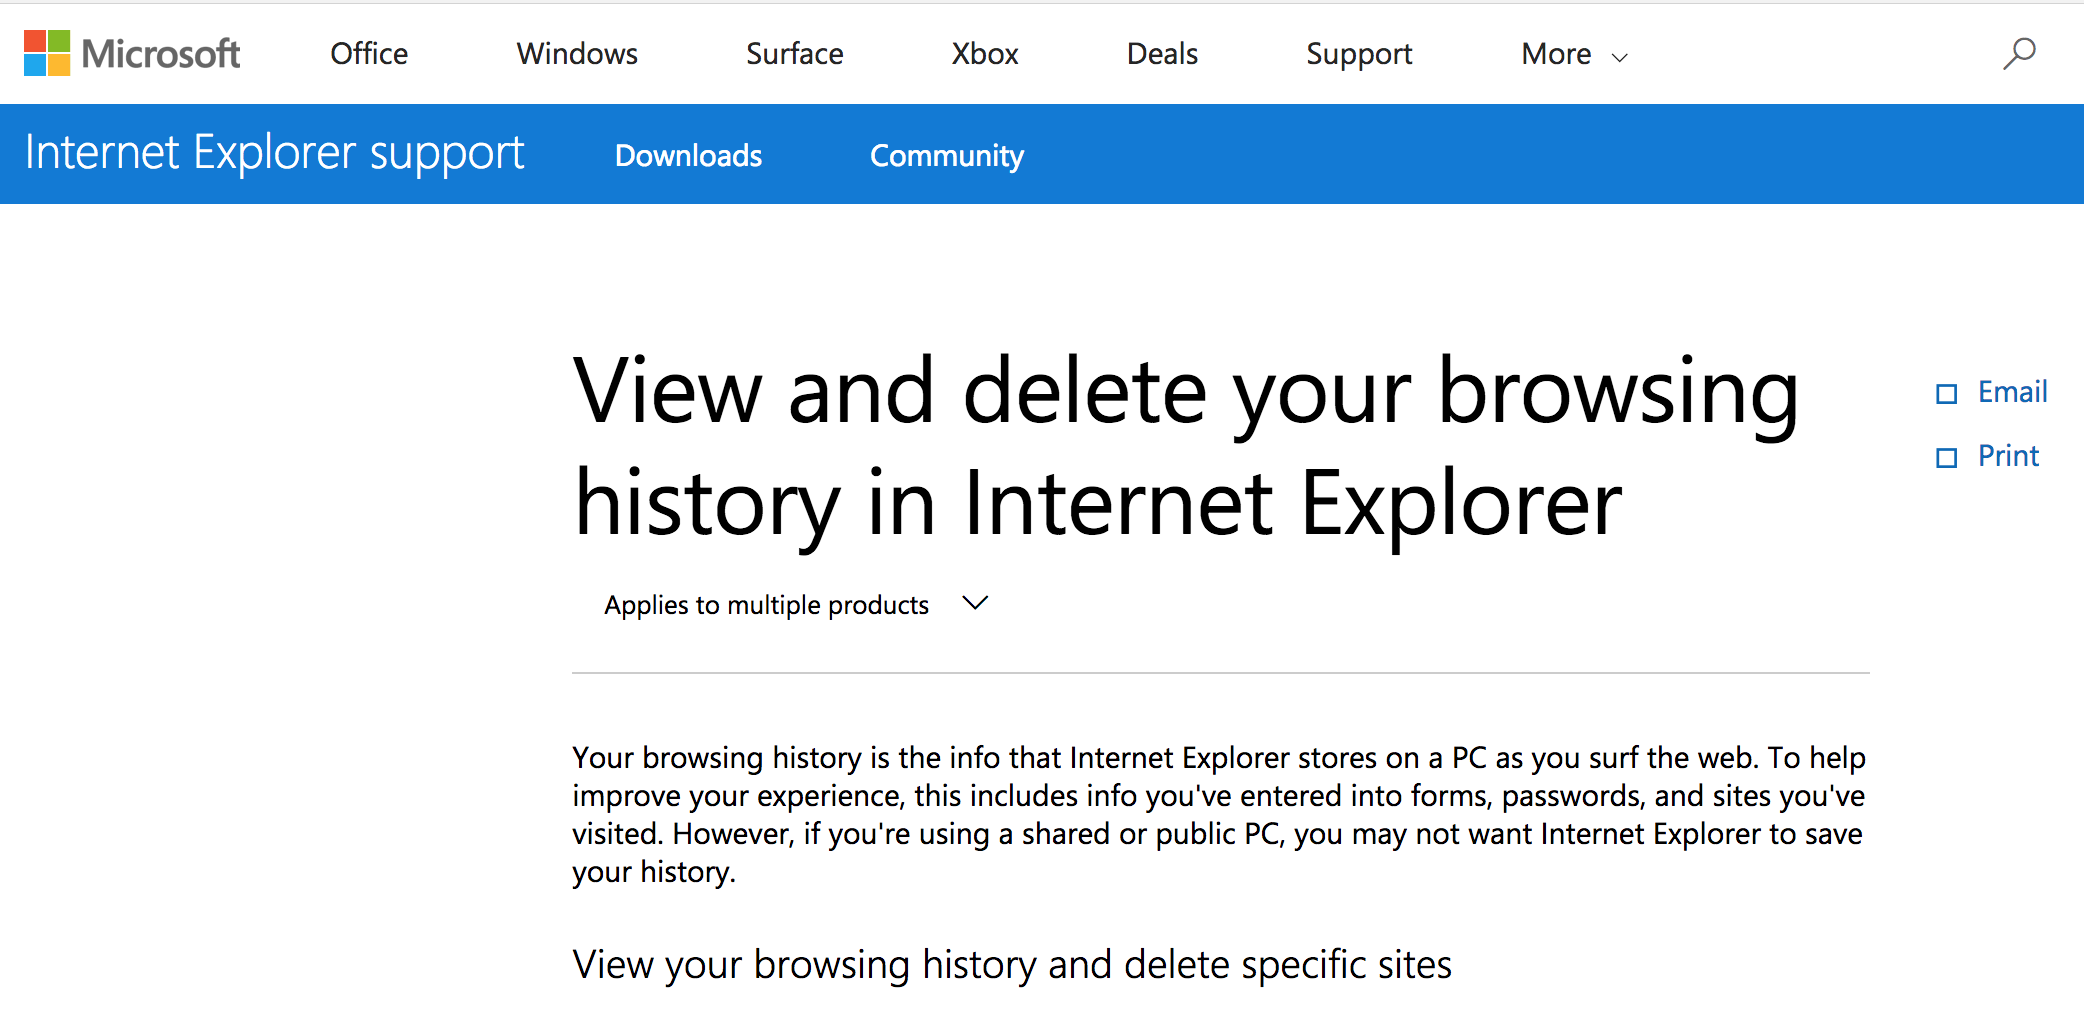 Microsoft Office Windows Surface Xbox Deals Support More
Internet Explorer support Downloads Community
View and delete your browsing
history in Internet Explorer
Email
Print
Applies to multiple products
Your browsing history is the info that Internet Explorer stores on a PC as you surf the web. To help
improve your experience, this includes info you've entered into forms, passwords, and sites you've
visited. However, if you're using a shared or public PC, you may not want Internet Explorer to save
your history.
View your browsing history and delete specific sites